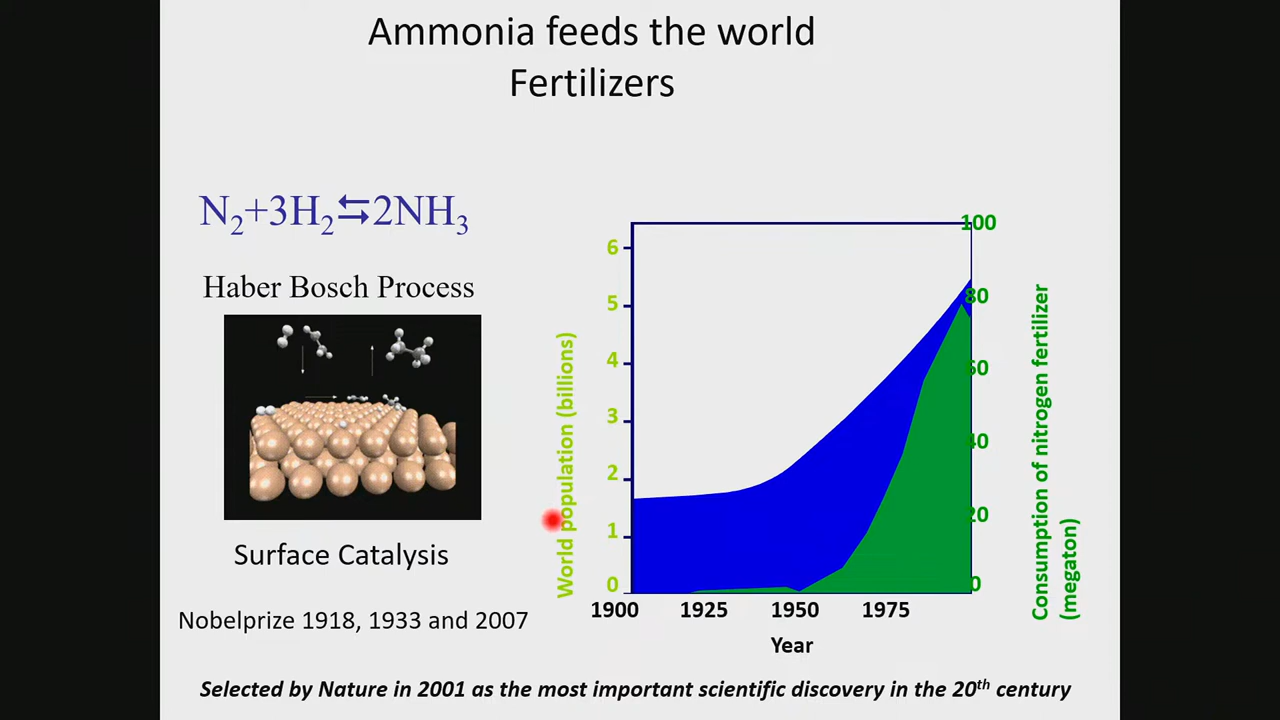 Ammonia feeds the world
Fertilizers
N₂+3H₂⇆2NH₃
Haber Bosch Process
Surface Catalysis
Nobelprize 1918, 1933 and 2007
World population (billions)
6
5
4
3
2
1
0
1900 1925 1950 1975
Year
100
80
60
40
20
0
Consumption of nitrogen fertilizer
(megaton)
Selected by Nature in 2001 as the most important scientific discovery in the 20th century